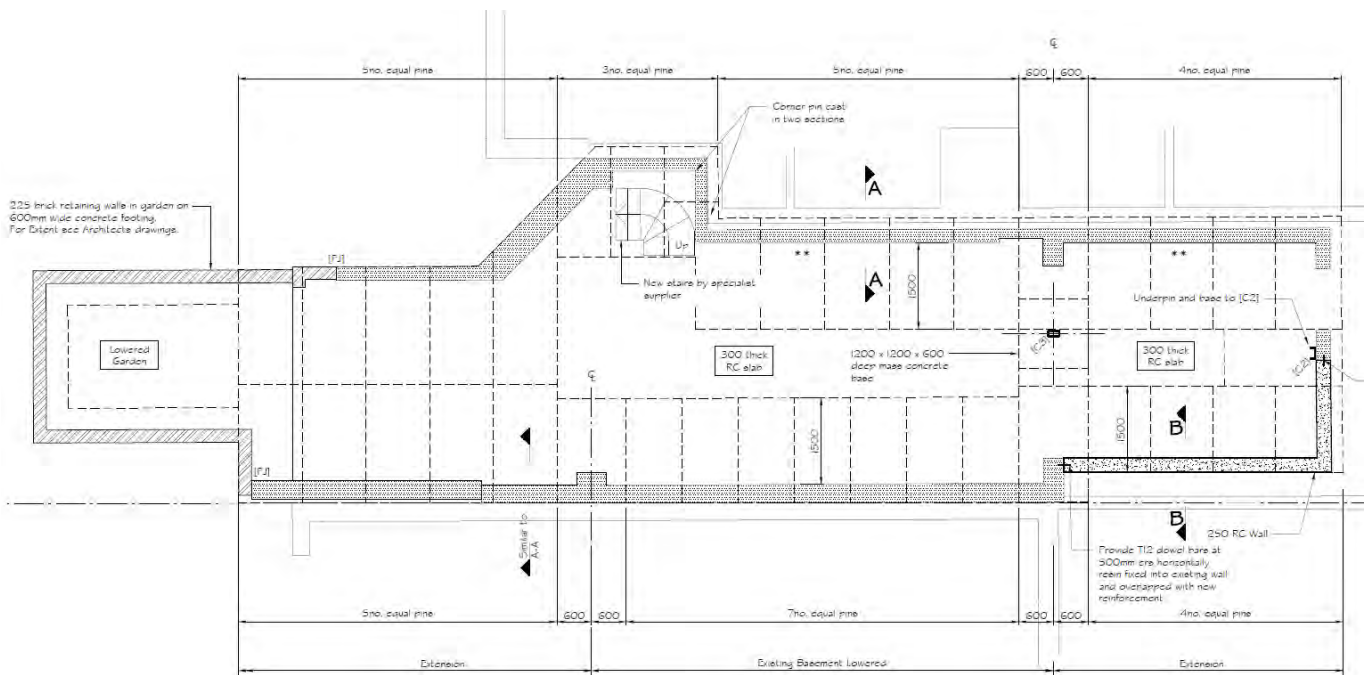 ℄
5no. equal pins
3no. equal pins
5no. equal pins
600
600
4no. equal pins
Corner pin cast
in two sections
A
225 brick retaining walls in garden on
600mm wide concrete footing.
For Extent see Architects drawings.
[PJ]
Up
**
**
New stairs by specialist
supplier
A
1500
Underpin and base to [C2]
Lowered
Garden
300 thick
RC slab
1200 x 1200 x 600
deep mass concrete
base
[C3]
300 thick
RC slab
[C2]
℄
1500
1500
B
[PJ]
B
250 RC Wall
Similar to
A-A
Provide T12 dowel bars at
300mm crs horizontally
resin fixed into existing wall
and overlapped with new
reinforcement
5no. equal pins
600
600
7no. equal pins
600
600
4no. equal pins
Extension
Existing Basement Lowered
Extension